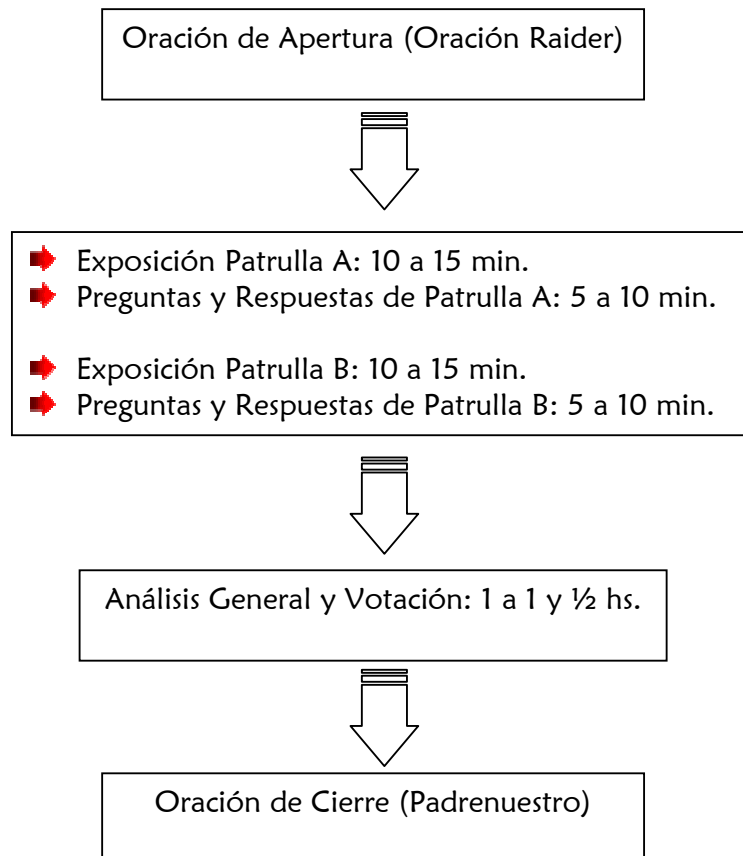 Oración de Apertura (Oración Raider)
Exposición Patrulla A: 10 a 15 min.
Preguntas y Respuestas de Patrulla A: 5 a 10 min.
Exposición Patrulla B: 10 a 15 min.
Preguntas y Respuestas de Patrulla B: 5 a 10 min.
Análisis General y Votación: 1 a 1 y ½ hs.
Oración de Cierre (Padrenuestro)